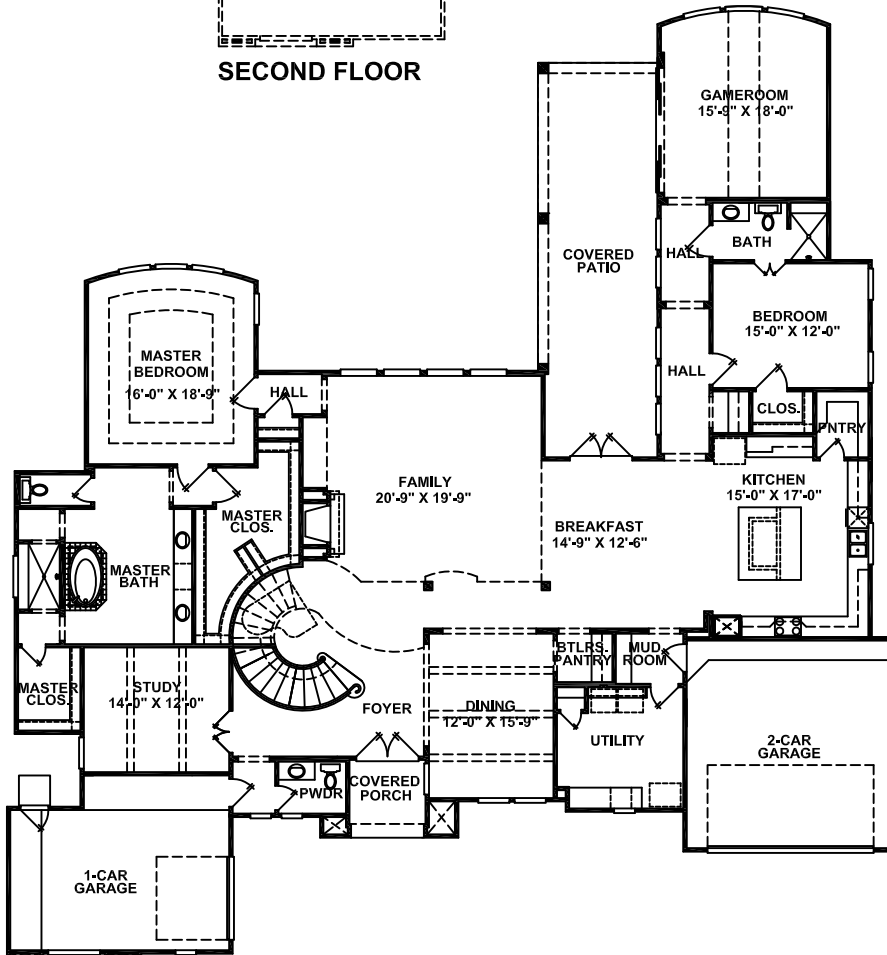 SECOND FLOOR
GAMEROOM
15'-9" X 18'-0"
HALL
BATH
COVERED
PATIO
BEDROOM
15'-0" X 12'-0"
HALL
CLOS.
PNTRY
MASTER
BEDROOM
16'-0" X 18'-9"
HALL
FAMILY
20'-9" X 19'-9"
KITCHEN
15'-0" X 17'-0"
BREAKFAST
14'-9" X 12'-6"
MASTER
CLOS.
MASTER
BATH
MASTER
CLOS.
STUDY
14'-0" X 12'-0"
FOYER
DINING
12'-0" X 15'-9"
BTLRS.
PANTRY
MUD
ROOM
UTILITY
2-CAR
GARAGE
PWDR
COVERED
PORCH
1-CAR
GARAGE